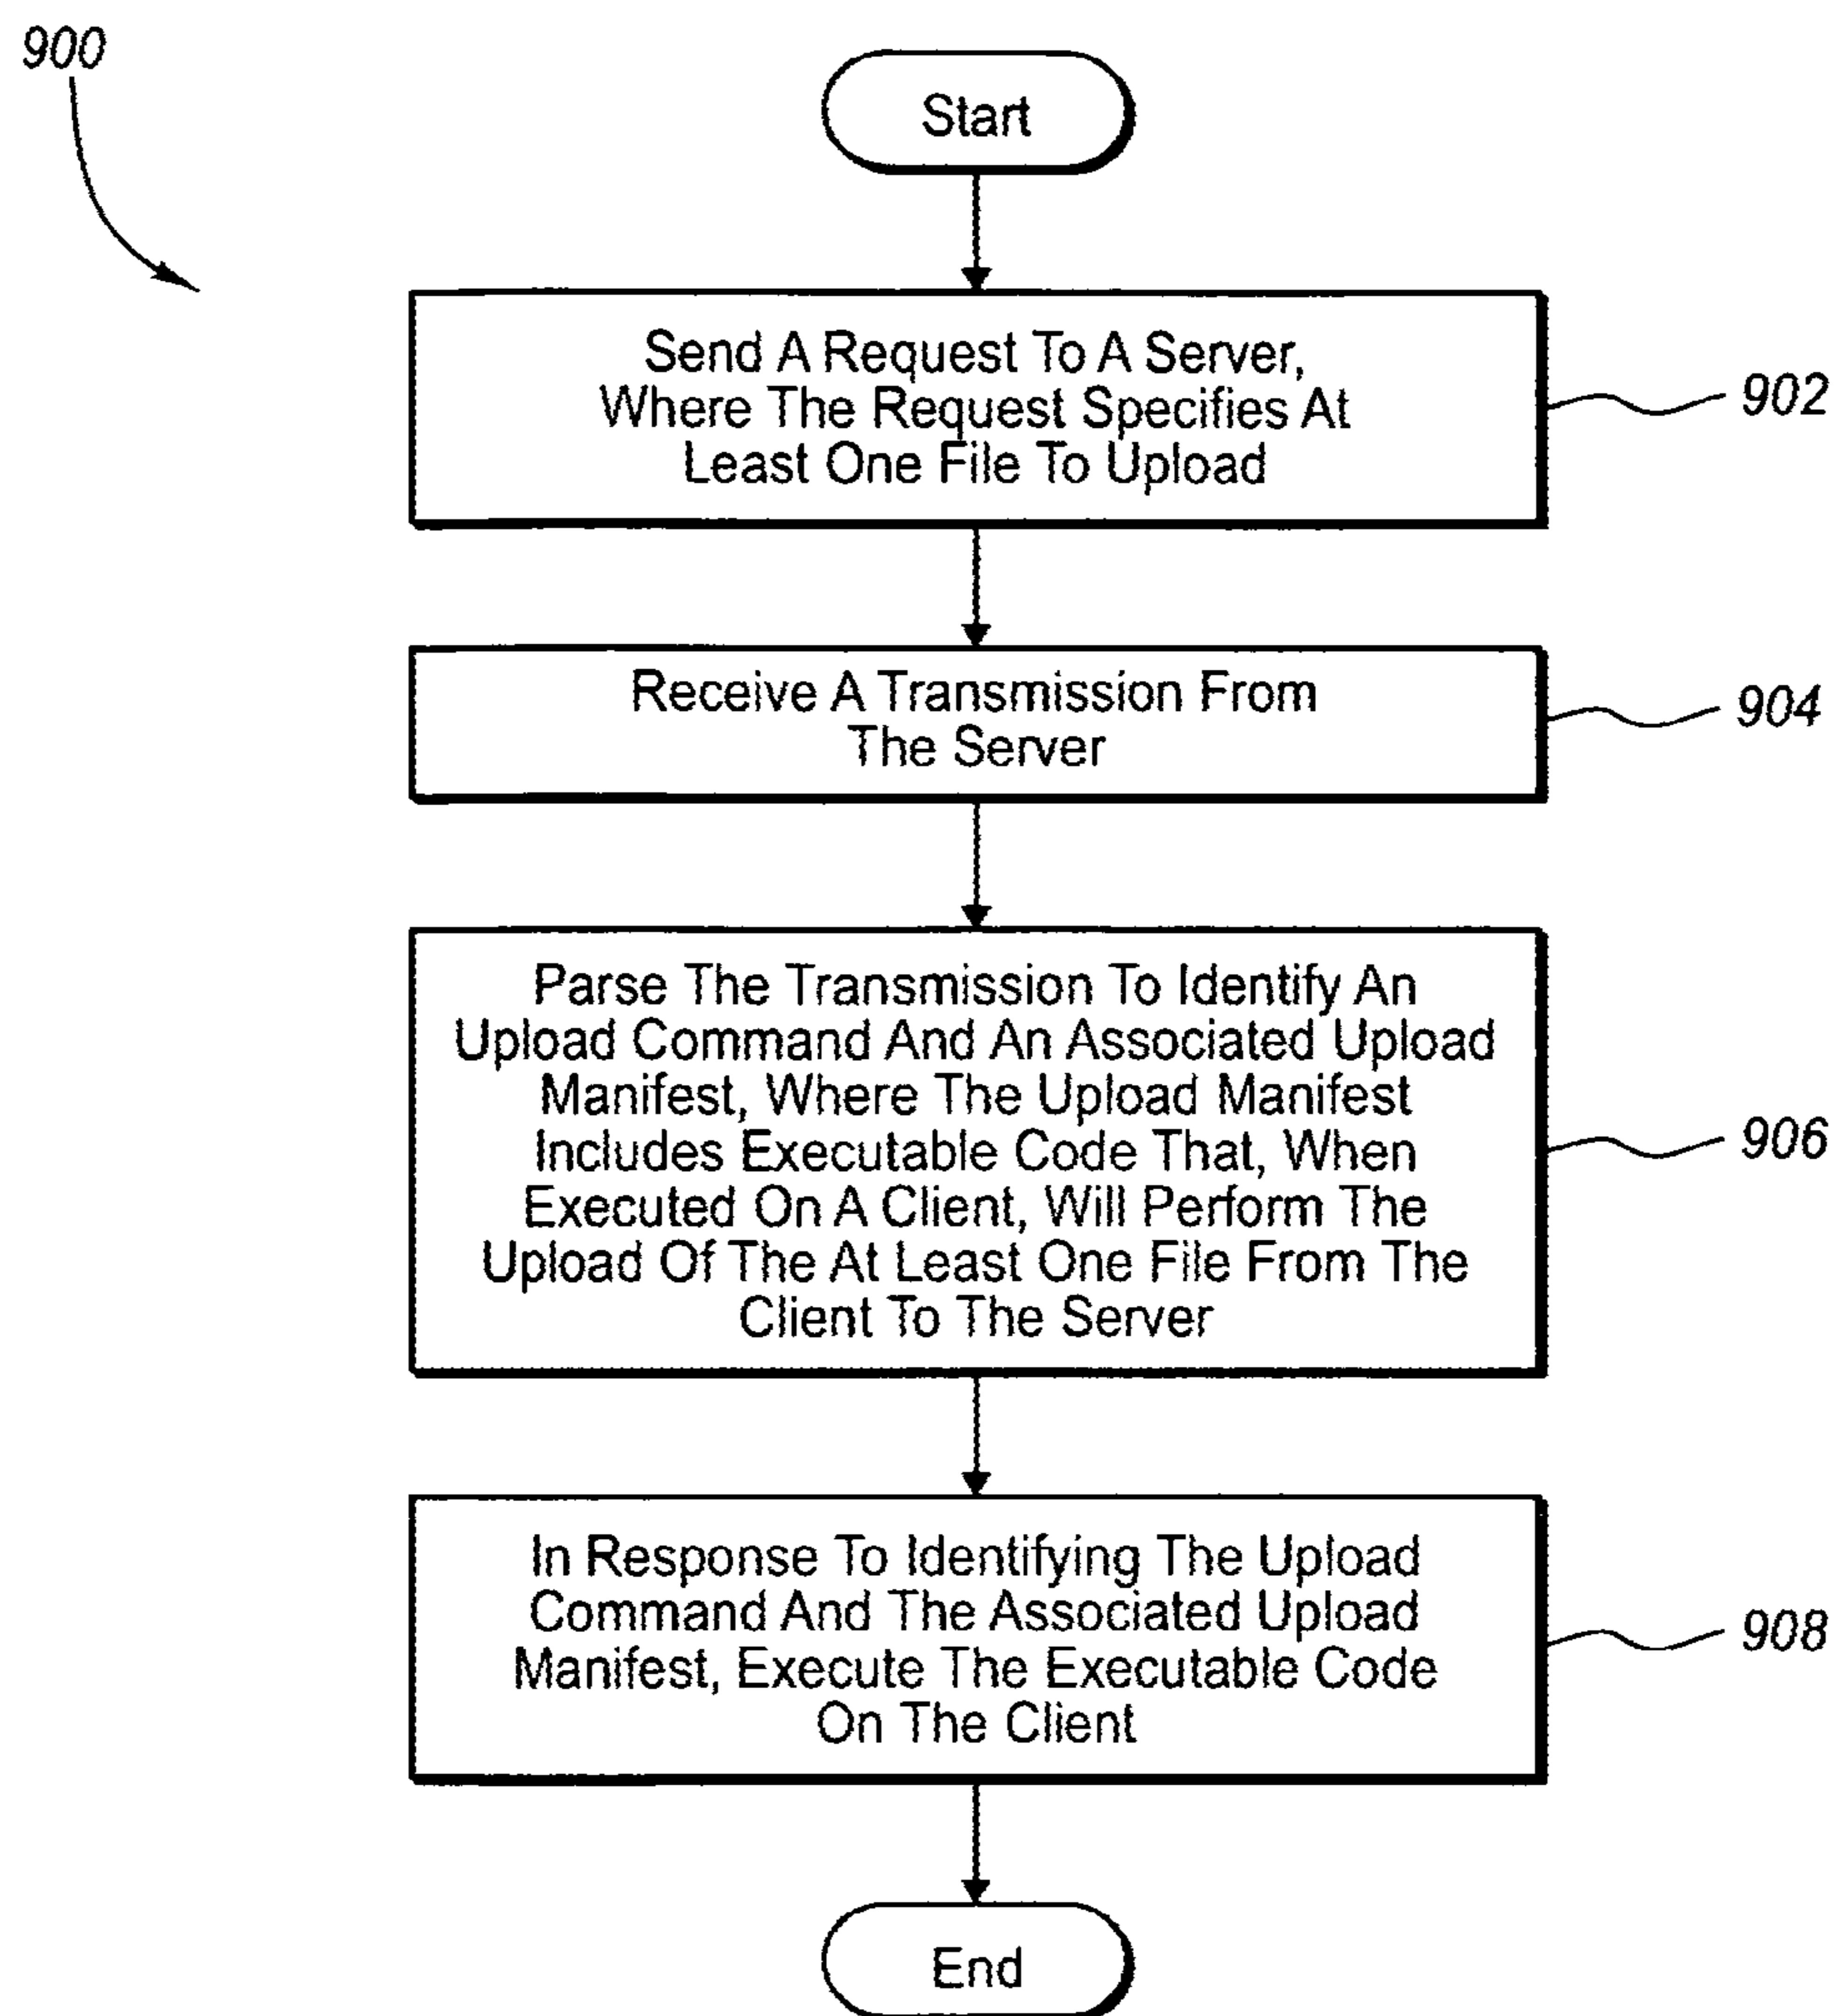 900
Start
Send A Request To A Server,
Where The Request Specifies At
Least One File To Upload
902
Receive A Transmission From
The Server
904
Parse The Transmission To Identify An
Upload Command And An Associated Upload
Manifest, Where The Upload Manifest
Includes Executable Code That, When
Executed On A Client, Will Perform The
Upload Of The At Least One File From The
Client To The Server
906
In Response To Identifying The Upload
Command And The Associated Upload
Manifest, Execute The Executable Code
On The Client
908
End